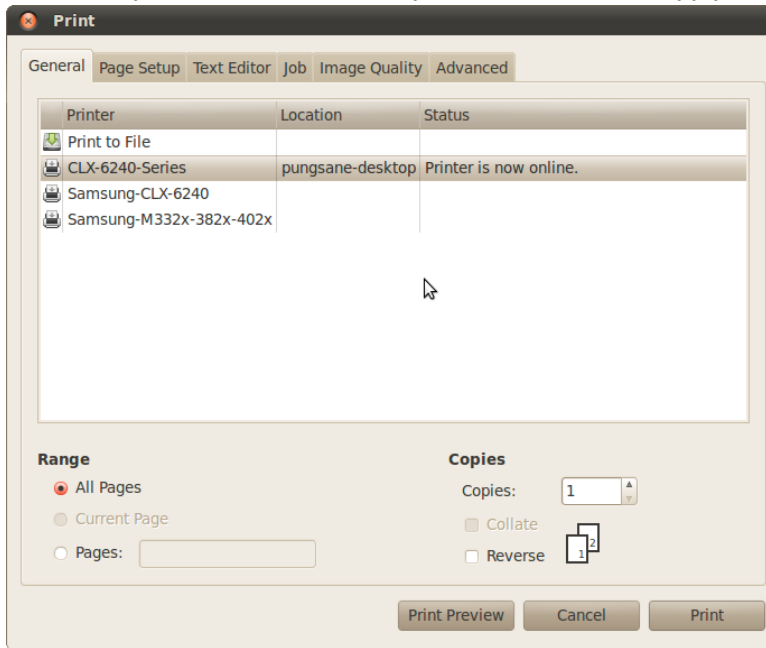 Print
General Page Setup Text Editor Job Image Quality Advanced
Printer Location Status
Print to File
CLX-6240-Series pungsane-desktop Printer is now online.
Samsung-CLX-6240
Samsung-M332x-382x-402x
Range Copies
All Pages Copies: 1
Current Page Collate
Pages: Reverse 1 2
Print Preview Cancel Print